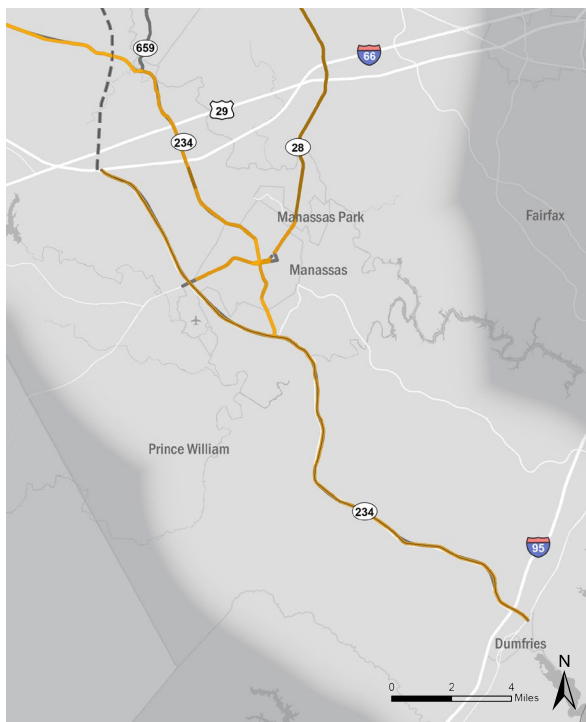 659
66
29
234
28
Manassas Park
Fairfax
Manassas
Prince William
234
95
Dumfries
N
0 2 4
Miles